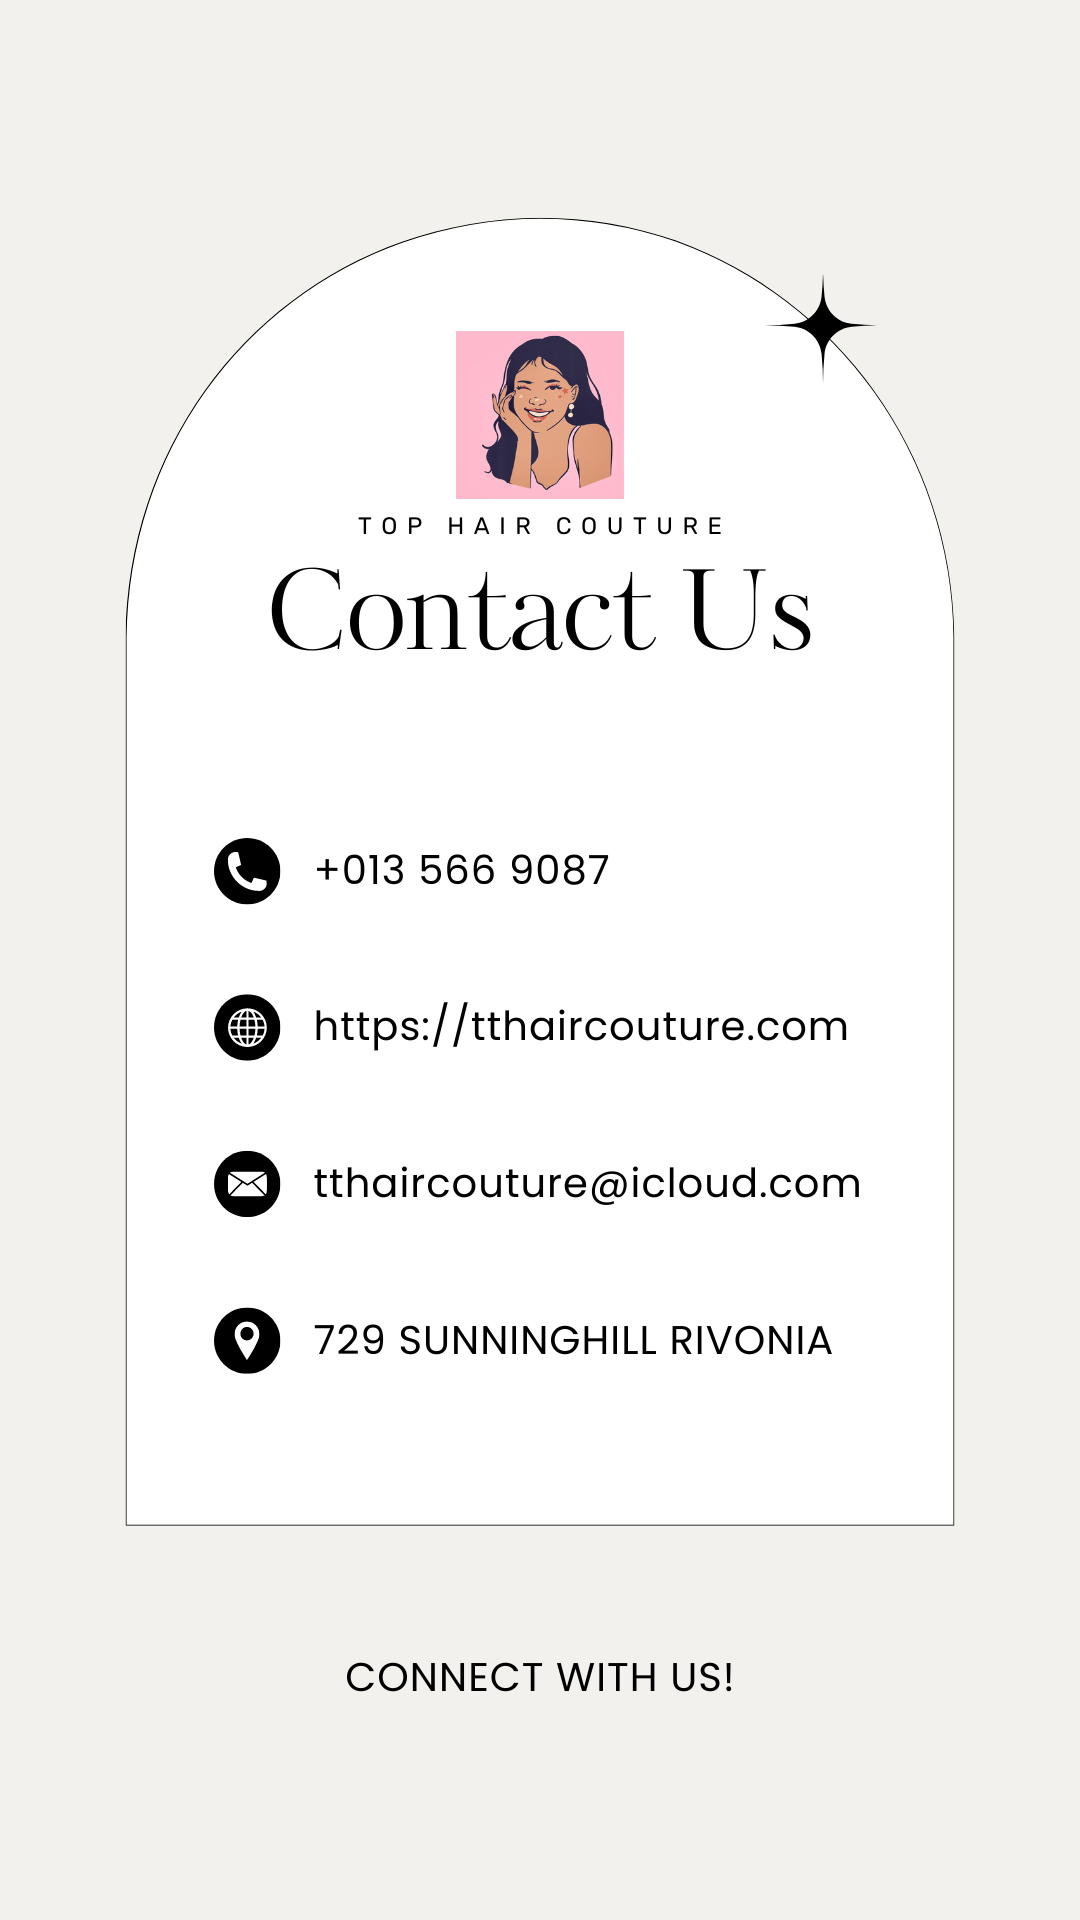 TOP HAIR COUTURE
Contact Us
+013 566 9087
https://tthaircouture.com
tthaircouture@icloud.com
729 SUNNINGHILL RIVONIA
CONNECT WITH US!